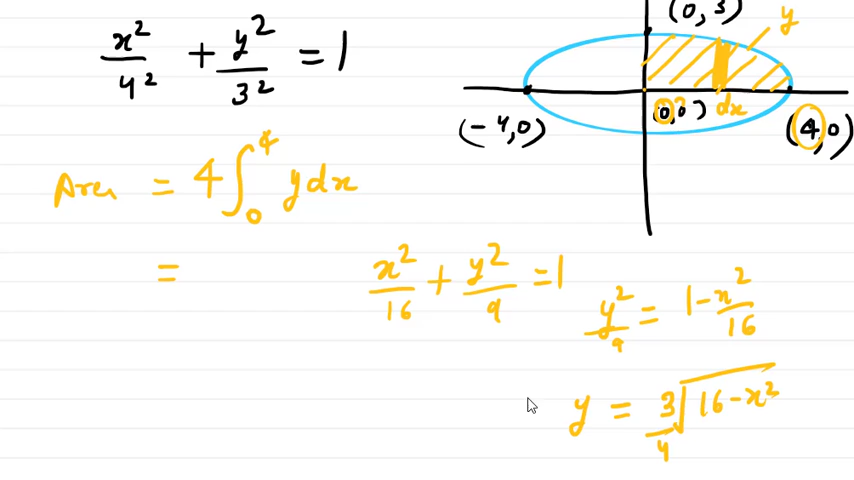 x²/4² + y²/3² = 1
(0, 3)
y
(0,0)
dx
(-4,0)
(4,0)
Area = 4∫₀⁴ y dx
=
x²/16 + y²/9 = 1
y²/9 = 1 - x²/16
y = 3/4 √(16 - x²)